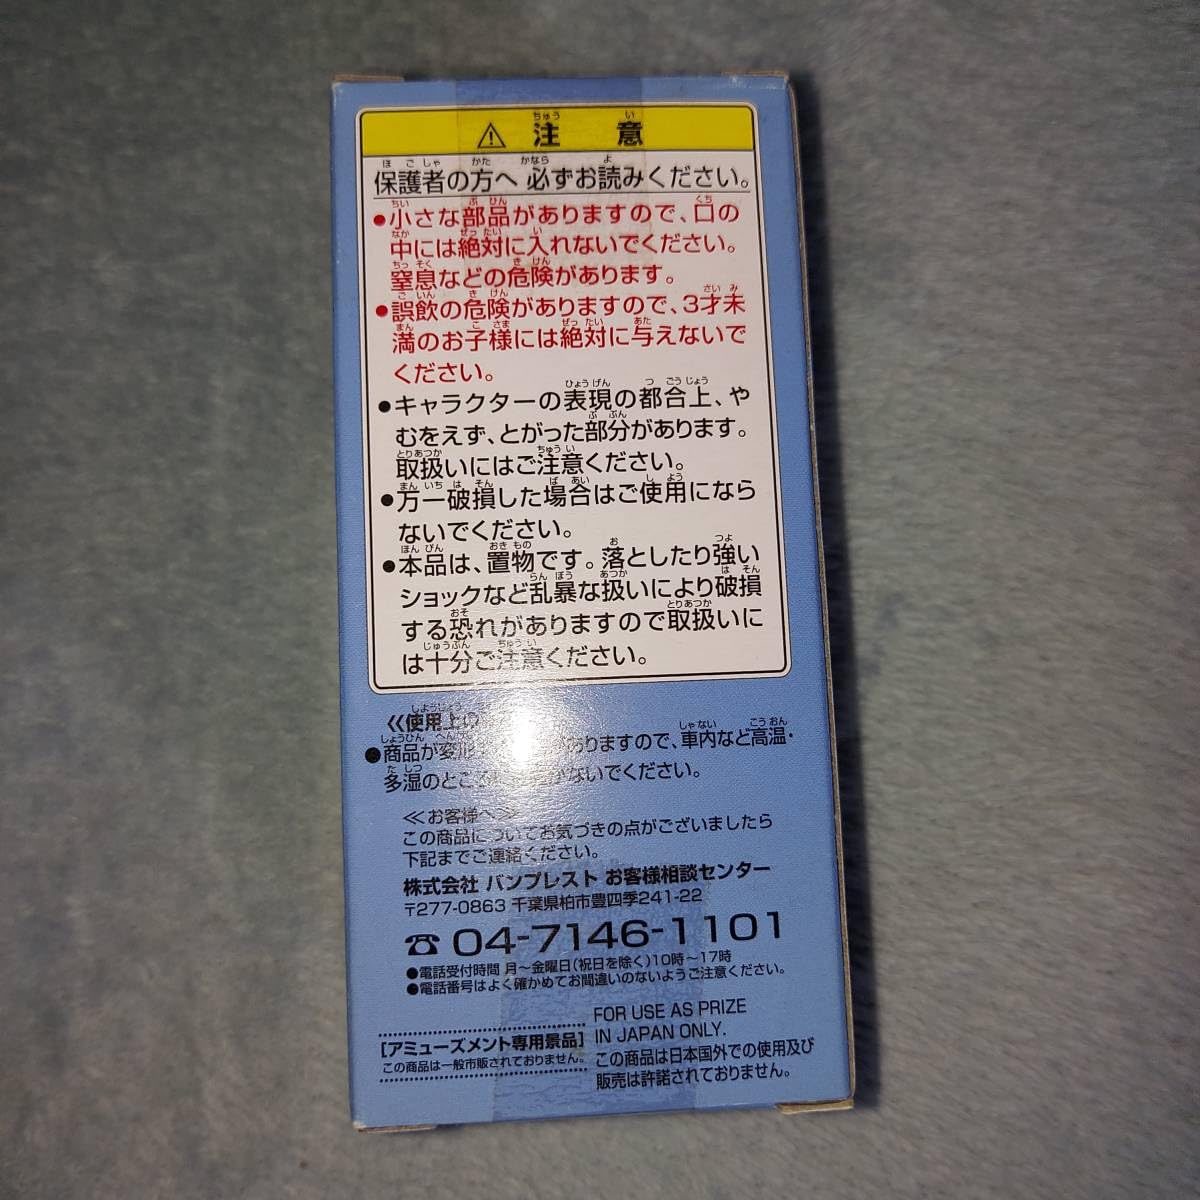 ⚠ 注意
保護者の方へ 必ずお読みください。
●小さな部品がありますので、口の
中には絶対に入れないでください。
窒息などの危険があります。
●誤飲の危険がありますので、3才未
満のお子様には絶対に与えないで
ください。
●キャラクターの表現の都合上、や
むをえず、とがった部分があります。
取扱いにはご注意ください。
●万一破損した場合はご使用になら
ないでください。
●本品は、置物です。落としたり強い
ショックなど乱暴な扱いにより破損
する恐れがありますので取扱いに
は十分ご注意ください。
《使用上の
●商品が変形 がありますので、車内など高温・
多湿のところ ないでください。
≪お客様へ≫
この商品についてお気づきの点がございましたら
下記までご連絡ください。
株式会社 バンプレスト お客様相談センター
〒277-0863 千葉県柏市豊四季241-22
☎ 04-7146-1101
●電話受付時間 月～金曜日(祝日を除く)10時～17時
●電話番号はよく確かめてお間違いのないようご注意ください。
[アミューズメント専用景品]
この商品は一般市販されておりません。
FOR USE AS PRIZE
IN JAPAN ONLY.
この商品は日本国外での使用及び
販売は許諾されておりません。